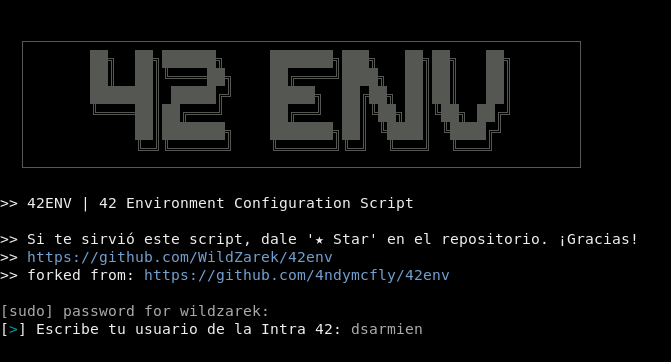 42 ENV
>> 42ENV | 42 Environment Configuration Script
>> Si te sirvió este script, dale '★ Star' en el repositorio. ¡Gracias!
>> https://github.com/WildZarek/42env
>> forked from: https://github.com/4ndymcfly/42env
[sudo] password for wildzarek:
[>] Escribe tu usuario de la Intra 42: dsarmien